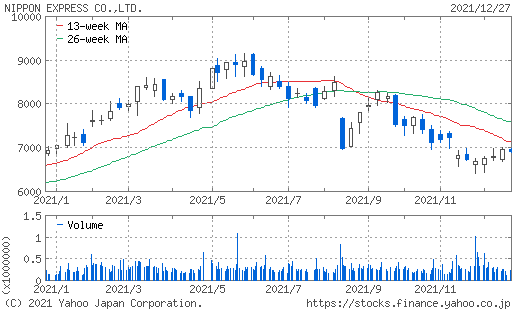 NIPPON EXPRESS CO.,LTD. 2021/12/27
10000
13-week MA
26-week MA
9000
8000
7000
6000
2021/1 2021/3 2021/5 2021/7 2021/9 2021/11
1.5
Volume
1
0.5
0
(x1000000)
2021/1 2021/3 2021/5 2021/7 2021/9 2021/11
(C) 2021 Yahoo Japan Corporation. https://stocks.finance.yahoo.co.jp